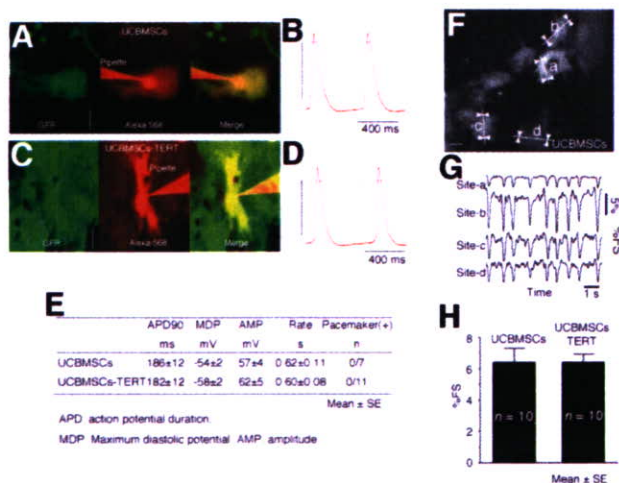 A
UCBMSCs
Pipette
GFP
Alexa 568
Merge
B
400 ms
C
UCBMSCs-TERT
Pipette
GFP
Alexa 568
Merge
D
400 ms
E
APD90 MDP AMP Rate Pacemaker(+)
ms mV mV s n
UCBMSCs 186±12 -54±2 57±4 0 62±0 11 0/7
UCBMSCs-TERT 182±12 -58±2 62±5 0 60±0 08 0/11
Mean ± SE
APD action potential duration
MDP Maximum diastolic potential AMP amplitude
F
b
a
c
d
UCBMSCs
G
Site-a
Site-b
Site-c
Site-d
5%
%FS
Time
1 s
H
UCBMSCs
UCBMSCs
TERT
%FS
8
6
4
2
0
n = 10
n = 10
Mean ± SE